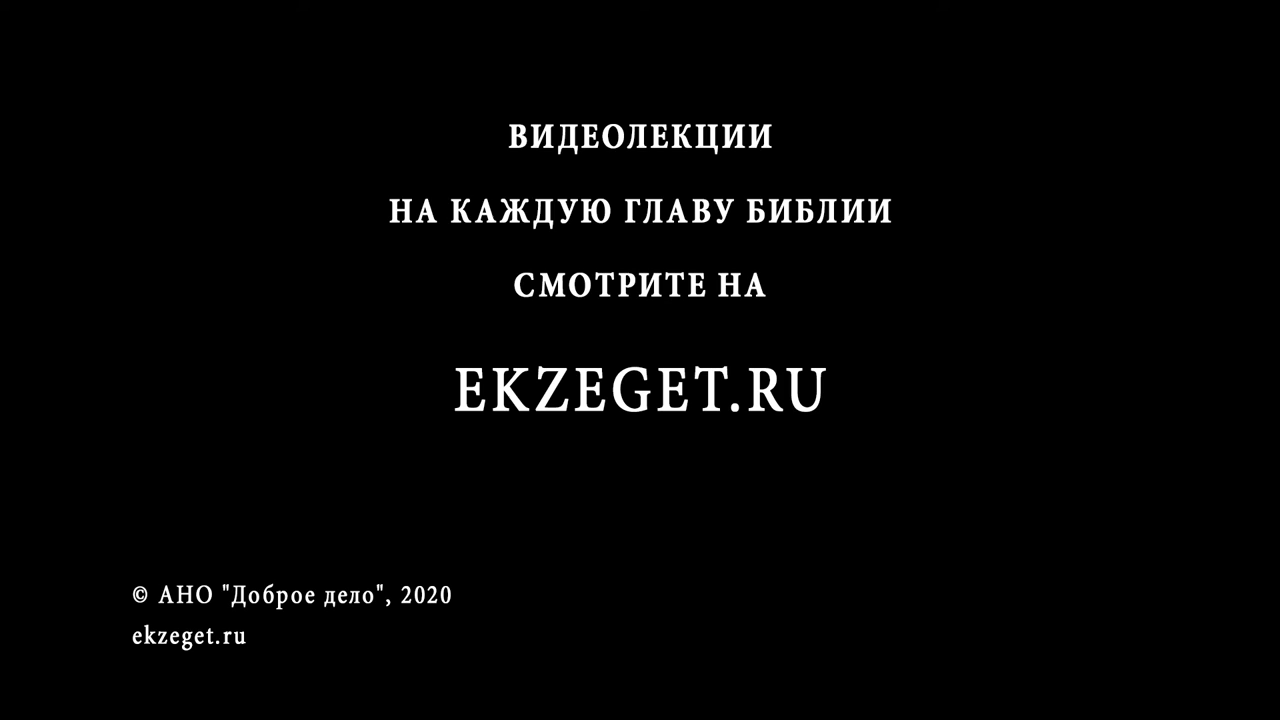 ВИДЕОЛЕКЦИИ
НА КАЖДУЮ ГЛАВУ БИБЛИИ
СМОТРИТЕ НА
EKZEGET.RU
© АНО "Доброе дело", 2020
ekzeget.ru